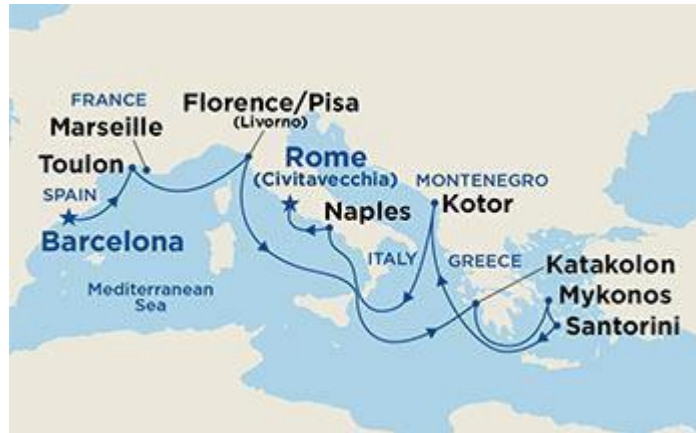 FRANCE
Marseille
Toulon
SPAIN
Barcelona
Mediterranean
Sea
Florence/Pisa
(Livorno)
Rome
(Civitavecchia)
Naples
ITALY
MONTENEGRO
Kotor
GREECE
Katakolon
Mykonos
Santorini